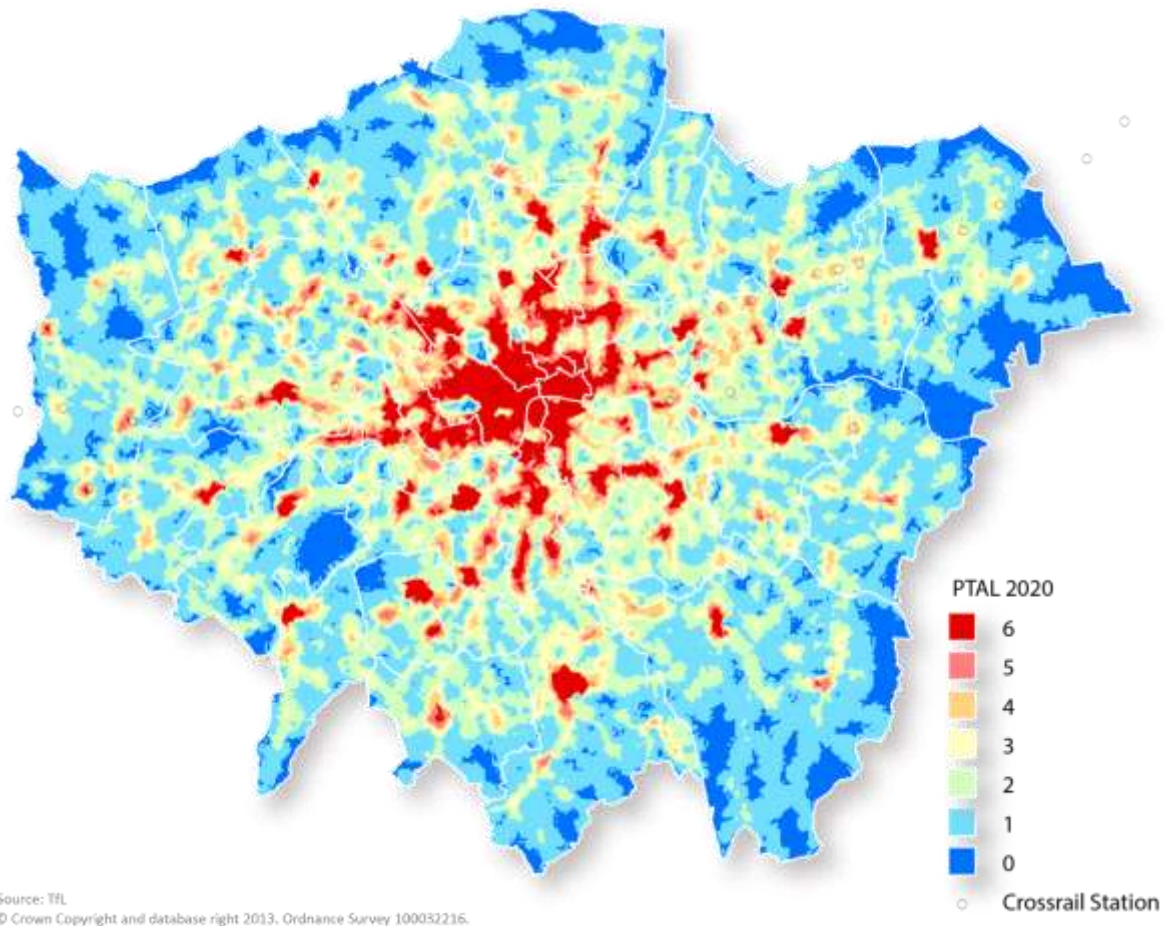 PTAL 2020
6
5
4
3
2
1
0
Crossrail Station
Source: TfL
© Crown Copyright and database right 2013. Ordnance Survey 100032216.